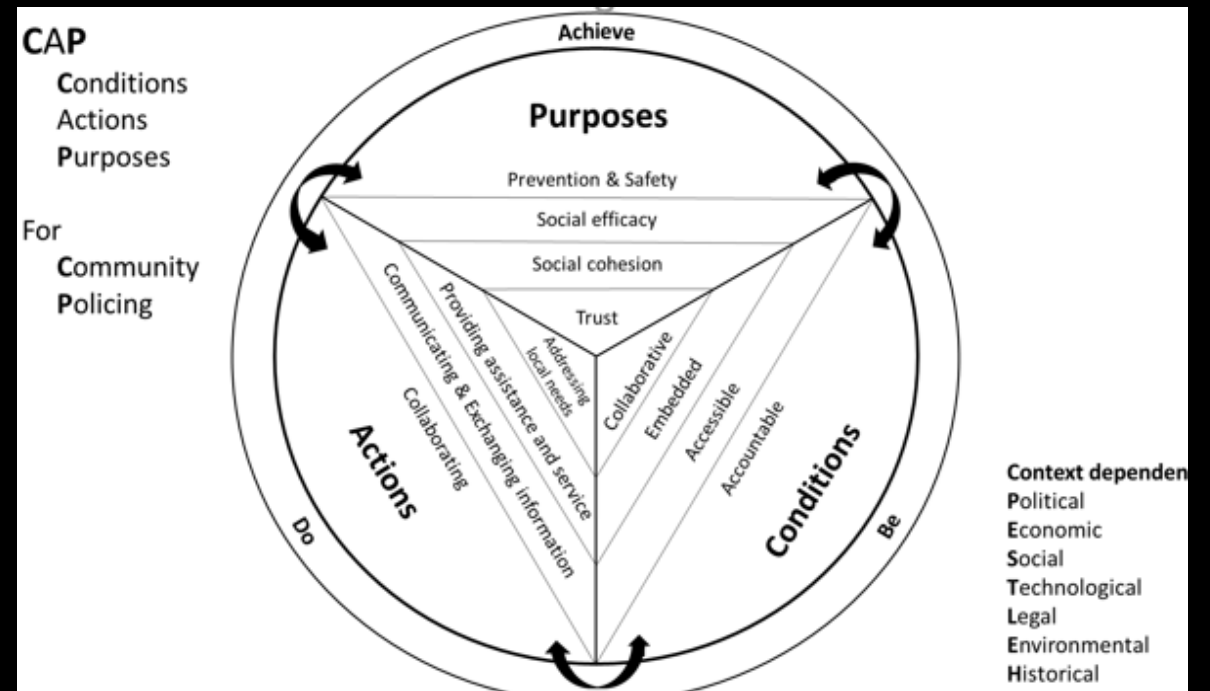 CAP
Conditions
Actions
Purposes
For
Community
Policing
Achieve
Purposes
Prevention & Safety
Social efficacy
Social cohesion
Trust
Addressing
local needs
Providing assistance and service
Communicating & Exchanging information
Collaborating
Actions
Do
Collaborative
Embedded
Accessible
Accountable
Conditions
Be
Context dependen
Political
Economic
Social
Technological
Legal
Environmental
Historical